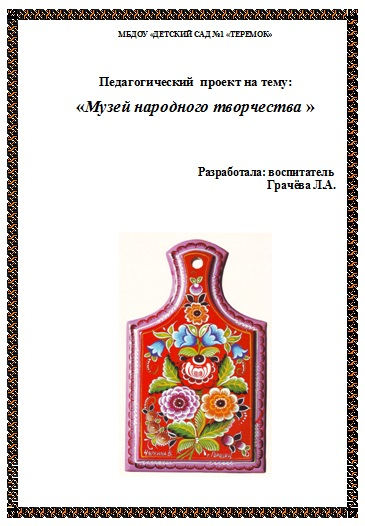 МБДОУ «ДЕТСКИЙ САД №1 «ТЕРЕМОК»
Педагогический проект на тему:
«Музей народного творчества »
Разработала: воспитатель
Грачёва Л.А.